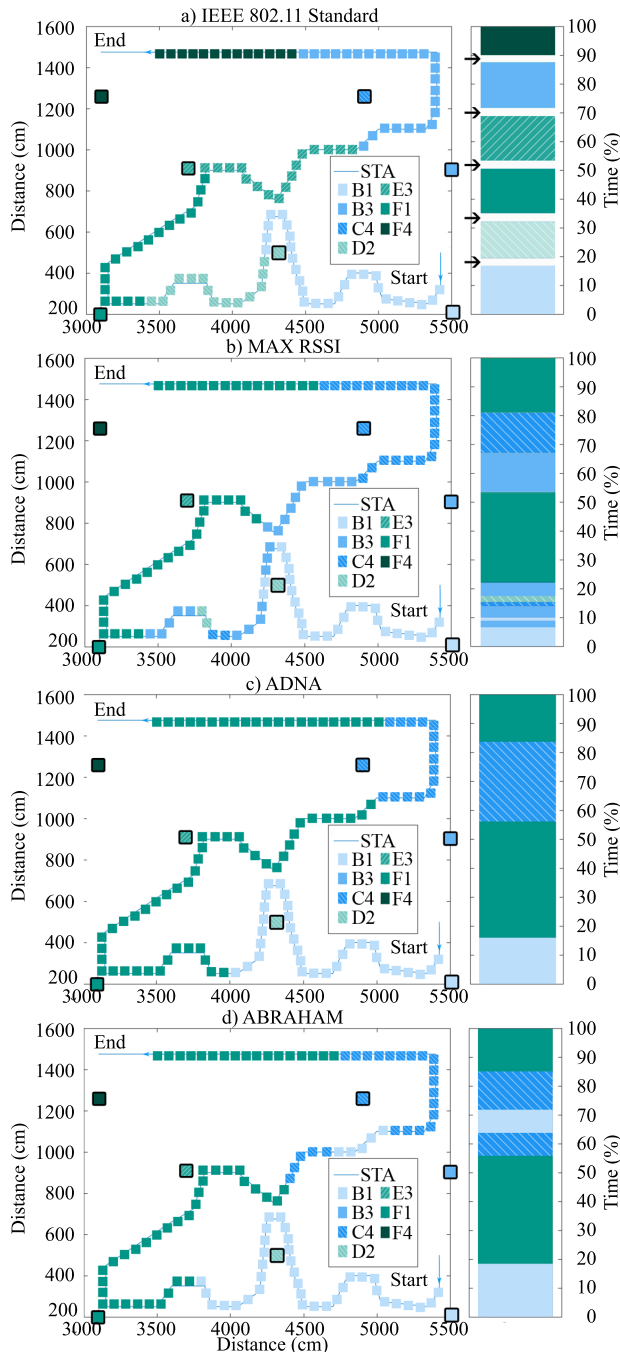 a) IEEE 802.11 Standard
1600
1400
1200
1000
800
600
400
200
Distance (cm)
End
Start
STA
B1 E3
B3 F1
C4 F4
D2
3000 3500 4000 4500 5000 5500
100
90
80
70
60
50
40
30
20
10
0
Time (%)
b) MAX RSSI
1600
1400
1200
1000
800
600
400
200
Distance (cm)
End
Start
STA
B1 E3
B3 F1
C4 F4
D2
3000 3500 4000 4500 5000 5500
100
90
80
70
60
50
40
30
20
10
0
Time (%)
c) ADNA
1600
1400
1200
1000
800
600
400
200
Distance (cm)
End
Start
STA
B1 E3
B3 F1
C4 F4
D2
3000 3500 4000 4500 5000 5500
100
90
80
70
60
50
40
30
20
10
0
Time (%)
d) ABRAHAM
1600
1400
1200
1000
800
600
400
200
Distance (cm)
End
Start
STA
B1 E3
B3 F1
C4 F4
D2
3000 3500 4000 4500 5000 5500
Distance (cm)
100
90
80
70
60
50
40
30
20
10
0
Time (%)